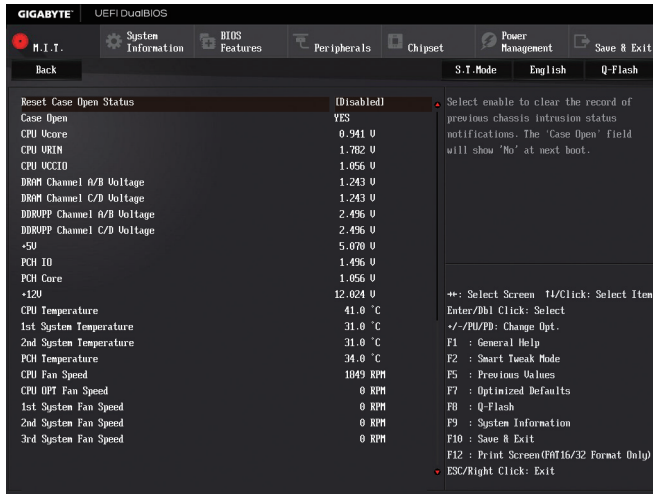 GIGABYTE™ UEFI DualBIOS
M.I.T. System Information BIOS Features Peripherals Chipset Power Management Save & Exit
Back S.T.Mode English Q-Flash
Reset Case Open Status [Disabled]
Case Open YES
CPU Vcore 0.941 V
CPU VRIN 1.782 V
CPU VCCIO 1.056 V
DRAM Channel A/B Voltage 1.243 V
DRAM Channel C/D Voltage 1.243 V
DDRVPP Channel A/B Voltage 2.496 V
DDRVPP Channel C/D Voltage 2.496 V
+5V 5.070 V
PCH IO 1.496 V
PCH Core 1.056 V
+12V 12.024 V
CPU Temperature 41.0 °C
1st System Temperature 31.0 °C
2nd System Temperature 31.0 °C
PCH Temperature 34.0 °C
CPU Fan Speed 1849 RPM
CPU OPT Fan Speed 0 RPM
1st System Fan Speed 0 RPM
2nd System Fan Speed 0 RPM
3rd System Fan Speed 0 RPM
Select enable to clear the record of
previous chassis intrusion status
notifications. The 'Case Open' field
will show 'No' at next boot.
→←: Select Screen ↑↓/Click: Select Item
Enter/Dbl Click: Select
+/-/PU/PD: Change Opt.
F1 : General Help
F2 : Smart Tweak Mode
F5 : Previous Values
F7 : Optimized Defaults
F8 : Q-Flash
F9 : System Information
F10 : Save & Exit
F12 : Print Screen(FAT16/32 Format Only)
ESC/Right Click: Exit